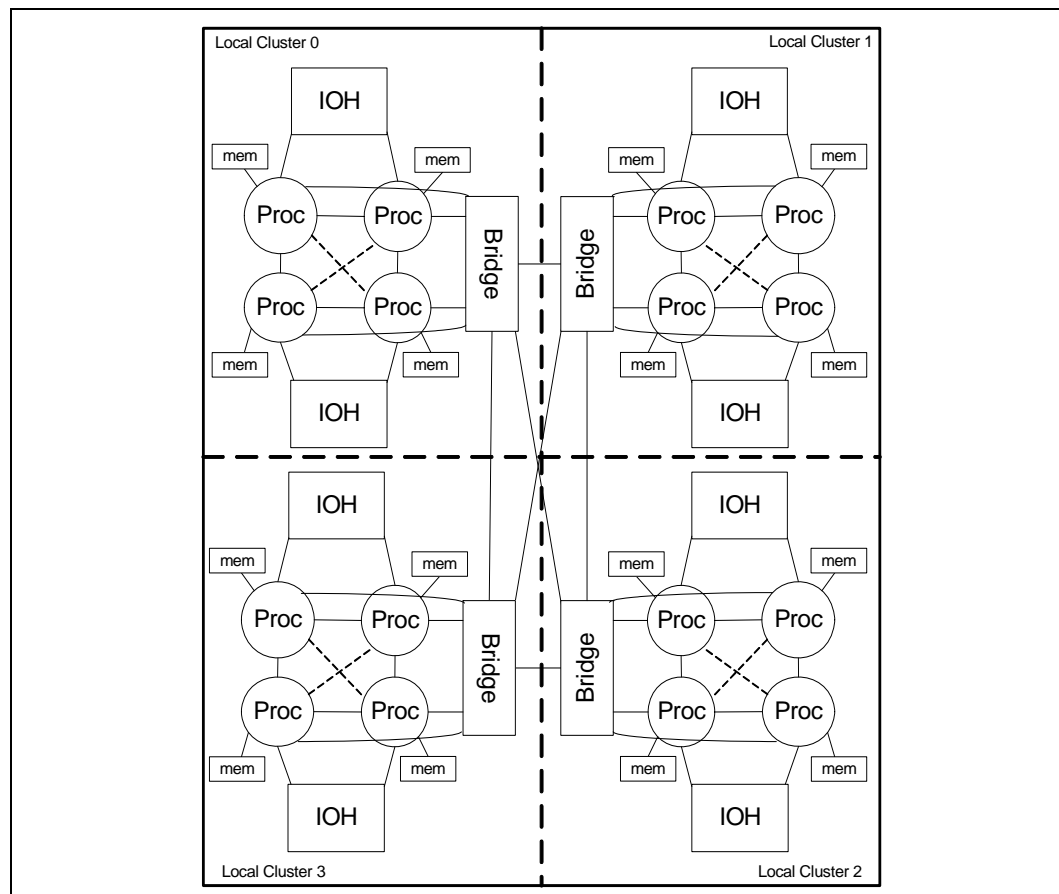 Local Cluster 0
Local Cluster 1
IOH
IOH
mem
mem
mem
mem
Proc
Proc
Bridge
Bridge
Proc
Proc
Proc
Proc
Proc
Proc
mem
mem
mem
mem
IOH
IOH
IOH
IOH
mem
mem
mem
mem
Proc
Proc
Bridge
Bridge
Proc
Proc
Proc
Proc
Proc
Proc
mem
mem
mem
mem
IOH
IOH
Local Cluster 3
Local Cluster 2